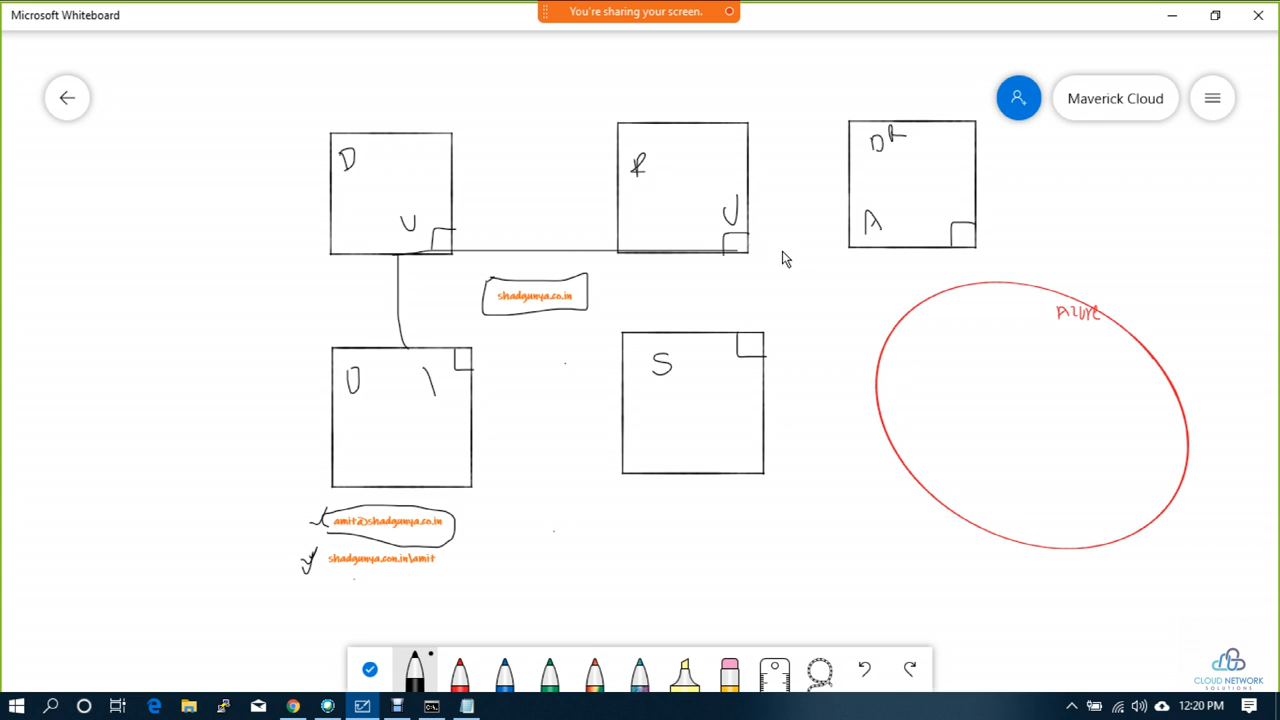 Microsoft Whiteboard
You're sharing your screen.
Maverick Cloud
D
U
R
U
DR
A
shadgunya.co.in
Azure
D
S
amit@shadgunya.co.in
shadgunya.con.in\amit
CLOUD NETWORK
SOLUTIONS
12:20 PM